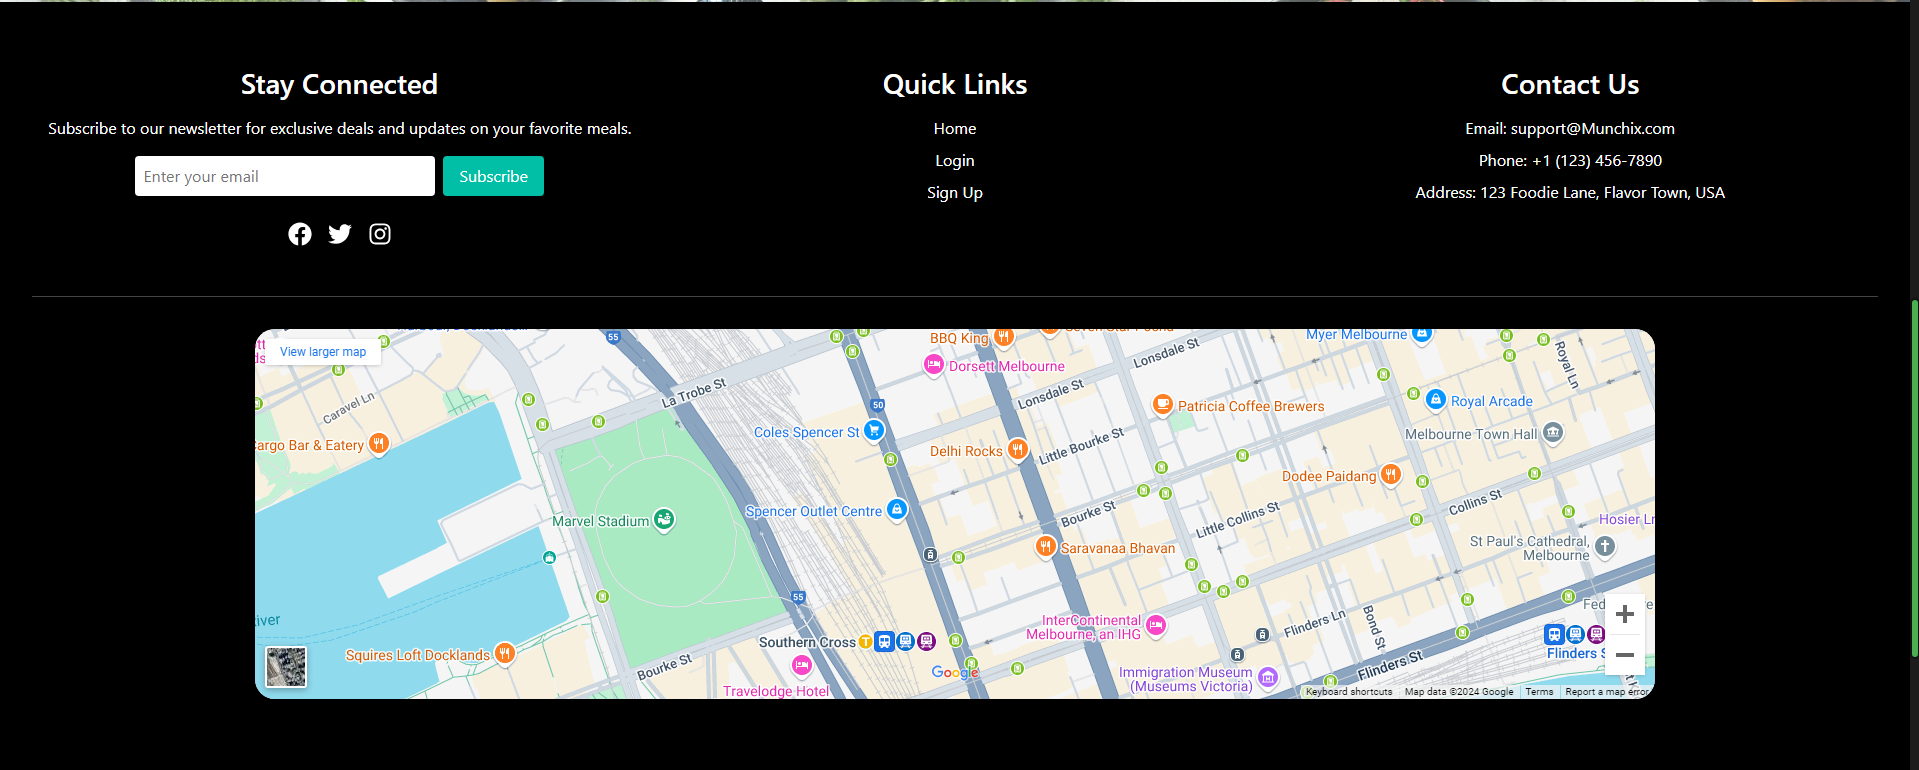 Stay Connected
Subscribe to our newsletter for exclusive deals and updates on your favorite meals.
Enter your email
Subscribe
Quick Links
Home
Login
Sign Up
Contact Us
Email: support@Munchix.com
Phone: +1 (123) 456-7890
Address: 123 Foodie Lane, Flavor Town, USA
View larger map
55
BBQ King
Dorsett Melbourne
Lonsdale St
Myer Melbourne
Royal Ln
La Trobe St
Caravel Ln
50
Lonsdale St
Patricia Coffee Brewers
Royal Arcade
Cargo Bar & Eatery
Coles Spencer St
Delhi Rocks
Little Bourke St
Melbourne Town Hall
Dodee Paidang
Marvel Stadium
Spencer Outlet Centre
Bourke St
Little Collins St
Collins St
Hosier Ln
Saravanaa Bhavan
St Paul's Cathedral,
Melbourne
55
InterContinental
Melbourne, an IHG
Flinders Ln
Bond St
Southern Cross
T
Squires Loft Docklands
Bourke St
Travelodge Hotel
Google
Immigration Museum
(Museums Victoria)
Flinders St
Flinders S
Keyboard shortcuts
Map data ©2024 Google
Terms
Report a map error